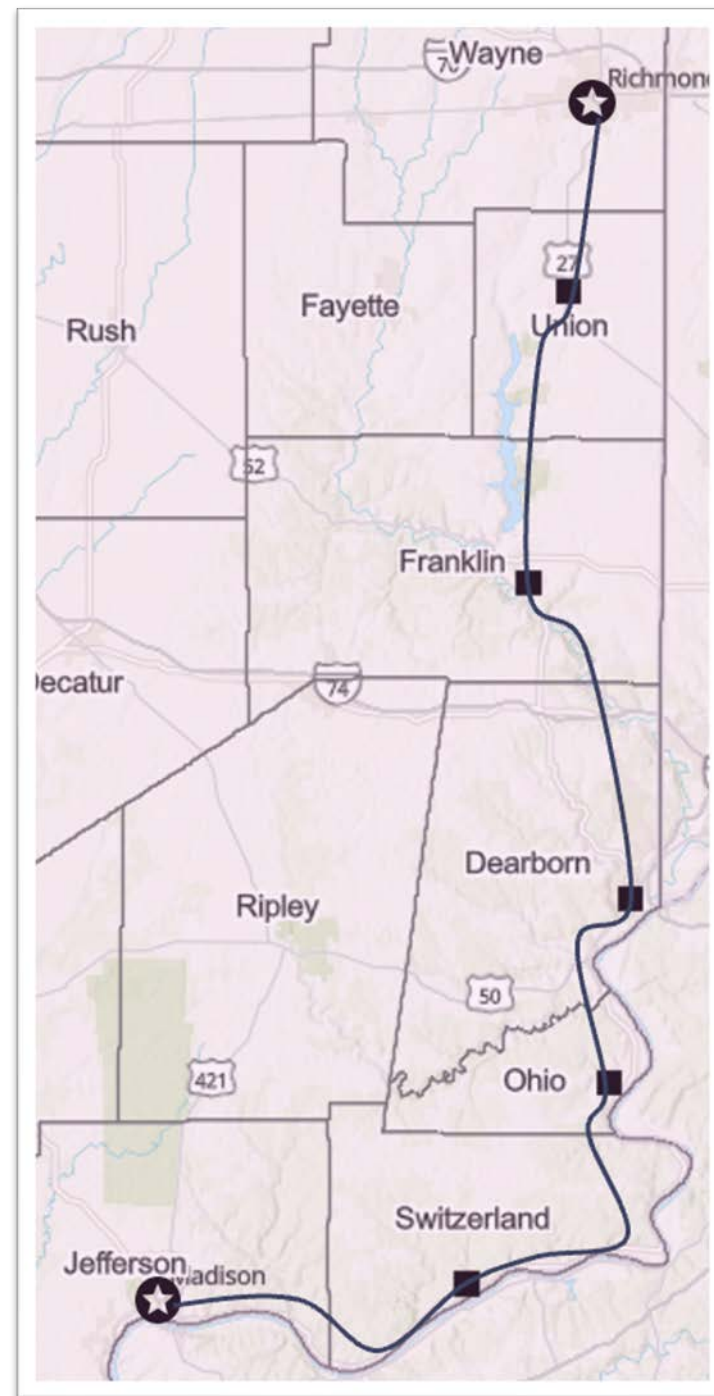 Wayne
70
Richmond
27
Fayette
Union
Rush
52
Franklin
Decatur
74
Dearborn
Ripley
50
Ohio
421
Switzerland
Jefferson
Madison